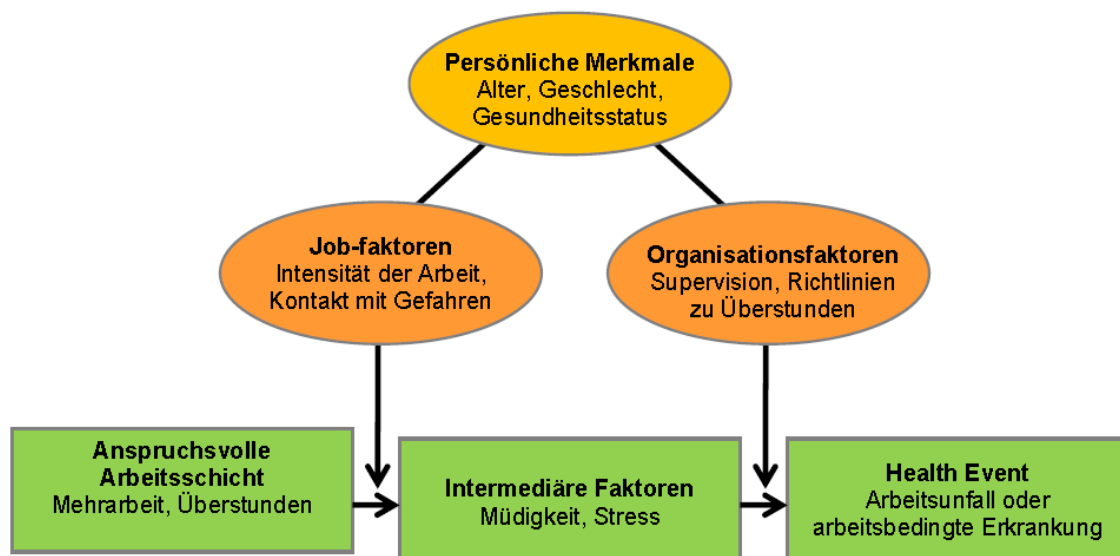 Persönliche Merkmale
Alter, Geschlecht,
Gesundheitsstatus
Job-faktoren
Intensität der Arbeit,
Kontakt mit Gefahren
Organisationsfaktoren
Supervision, Richtlinien
zu Überstunden
Anspruchsvolle
Arbeitsschicht
Mehrarbeit, Überstunden
Intermediäre Faktoren
Müdigkeit, Stress
Health Event
Arbeitsunfall oder
arbeitsbedingte Erkrankung